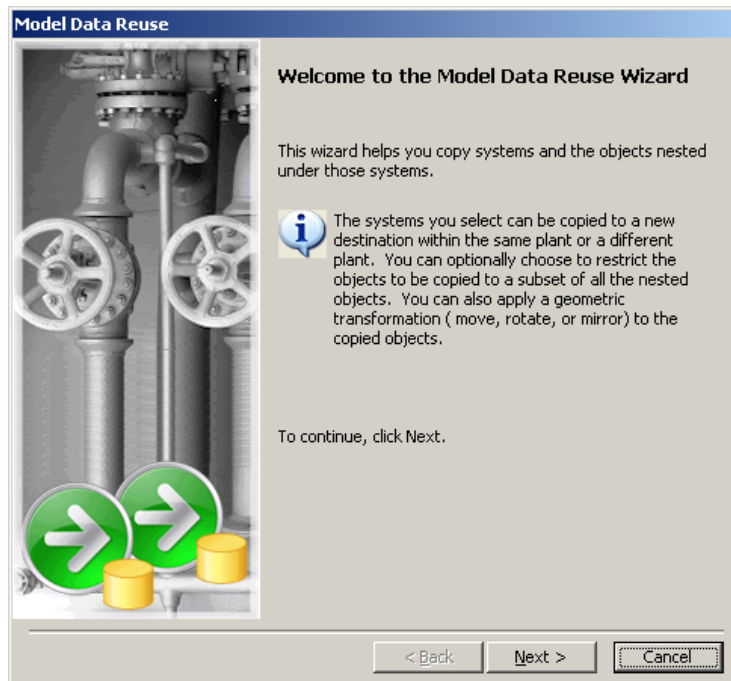 Model Data Reuse
Welcome to the Model Data Reuse Wizard
This wizard helps you copy systems and the objects nested
under those systems.
The systems you select can be copied to a new
destination within the same plant or a different
plant. You can optionally choose to restrict the
objects to be copied to a subset of all the nested
objects. You can also apply a geometric
transformation ( move, rotate, or mirror) to the
copied objects.
To continue, click Next.
< Back
Next >
Cancel